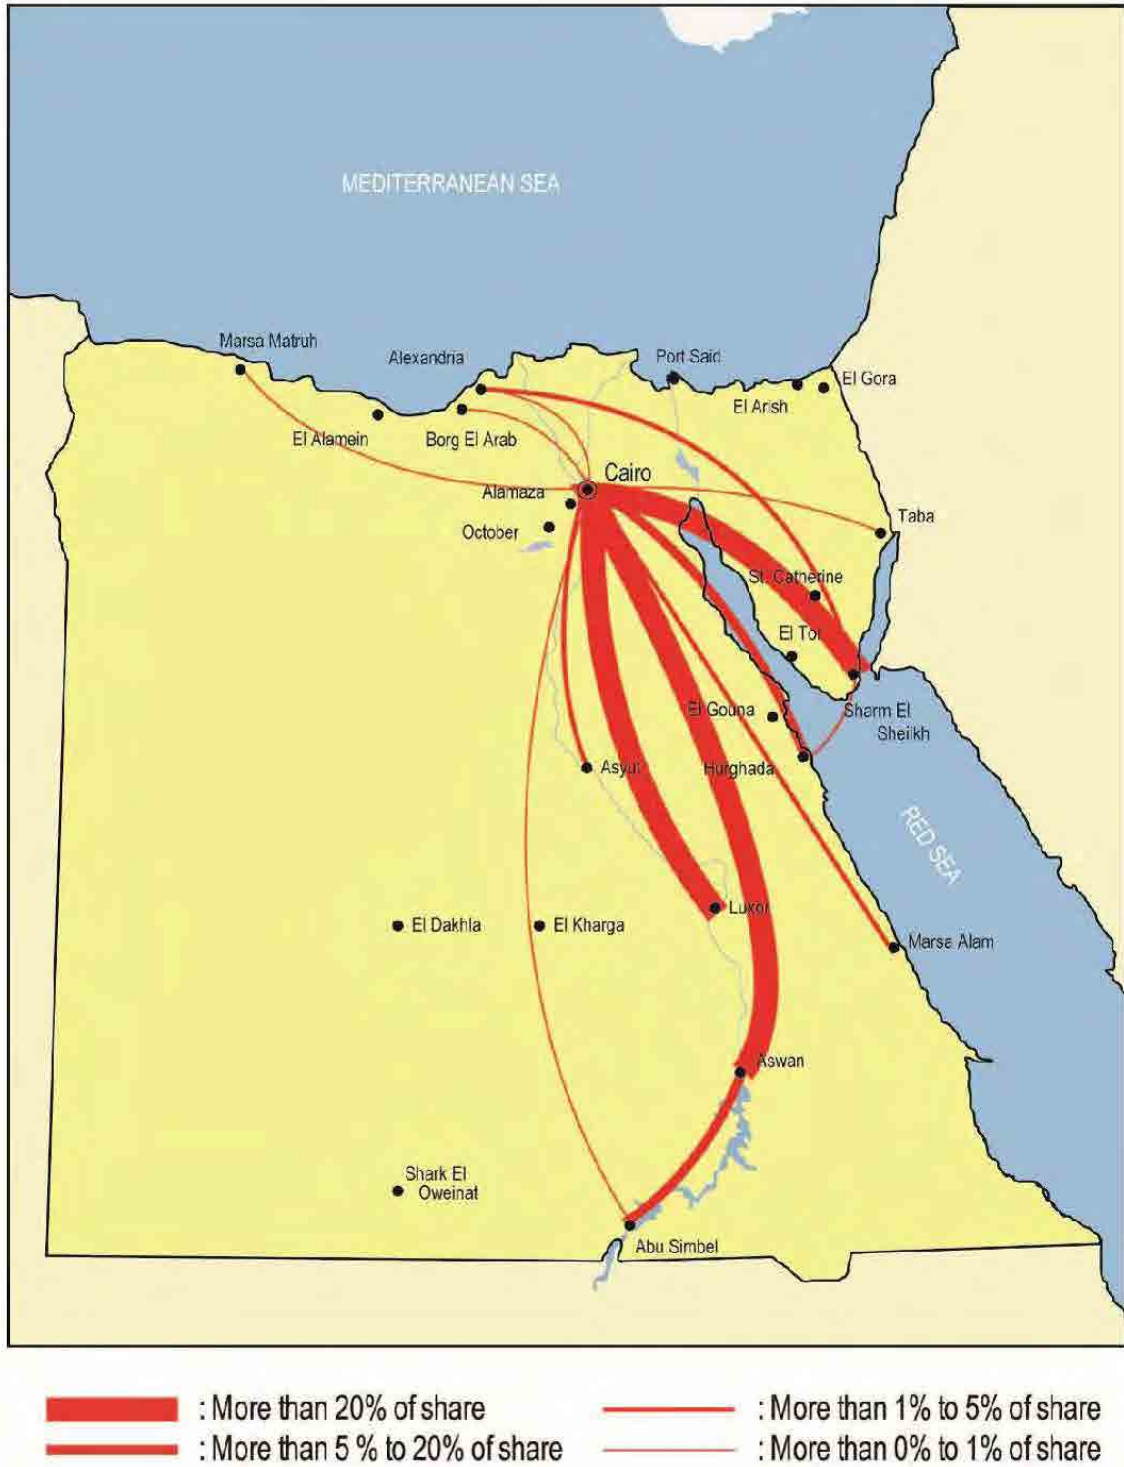 MEDITERRANEAN SEA
Marsa Matruh
Alexandria
Port Said
El Gora
El Arish
El Alamein
Borg El Arab
Cairo
Alamaza
October
Taba
St. Catherine
El Tor
El Gouna
Sharm El
Sheiikh
Asyut
Hurghada
RED SEA
Luxor
El Dakhla
El Kharga
Marsa Alam
Aswan
Shark El
Oweinat
Abu Simbel
: More than 20% of share
: More than 1% to 5% of share
: More than 5 % to 20% of share
: More than 0% to 1% of share